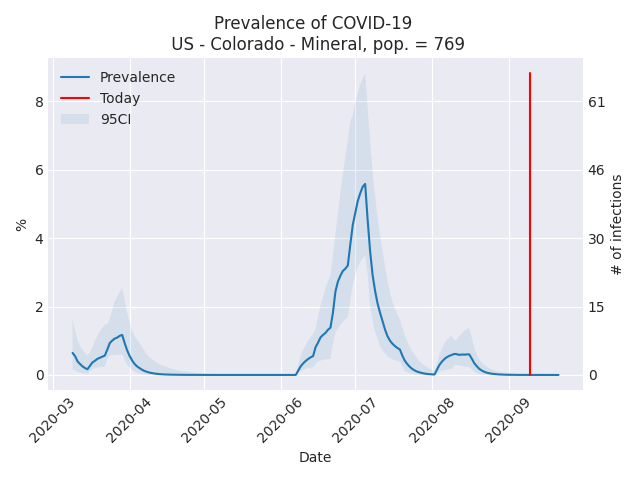 Prevalence of COVID-19
US - Colorado - Mineral, pop. = 769
Prevalence
Today
95CI
8
6
4
2
0
%
61
46
30
15
0
# of infections
2020-03
2020-04
2020-05
2020-06
2020-07
2020-08
2020-09
Date